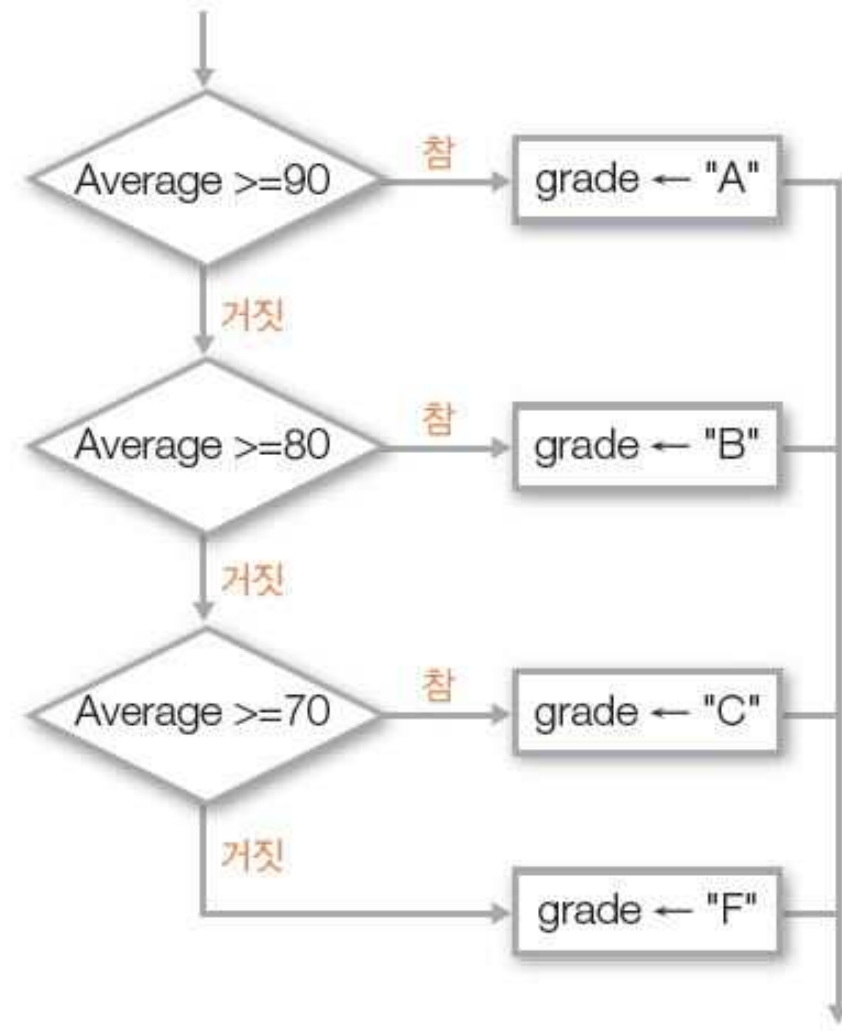 Average >=90
참
grade ← "A"
거짓
Average >=80
참
grade ← "B"
거짓
Average >=70
참
grade ← "C"
거짓
grade ← "F"